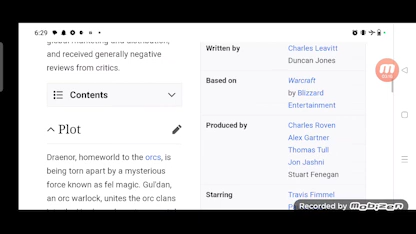 6:29
global marketing and distribution,
and received generally negative
reviews from critics.
Contents
Plot
Draenor, homeworld to the orcs, is
being torn apart by a mysterious
force known as fel magic. Gul'dan,
an orc warlock, unites the orc clans
Written by
Charles Leavitt
Duncan Jones
Based on
Warcraft
by Blizzard
Entertainment
Produced by
Charles Roven
Alex Gartner
Thomas Tull
Jon Jashni
Stuart Fenegan
Starring
Travis Fimmel
Recorded by
MOBIZEN